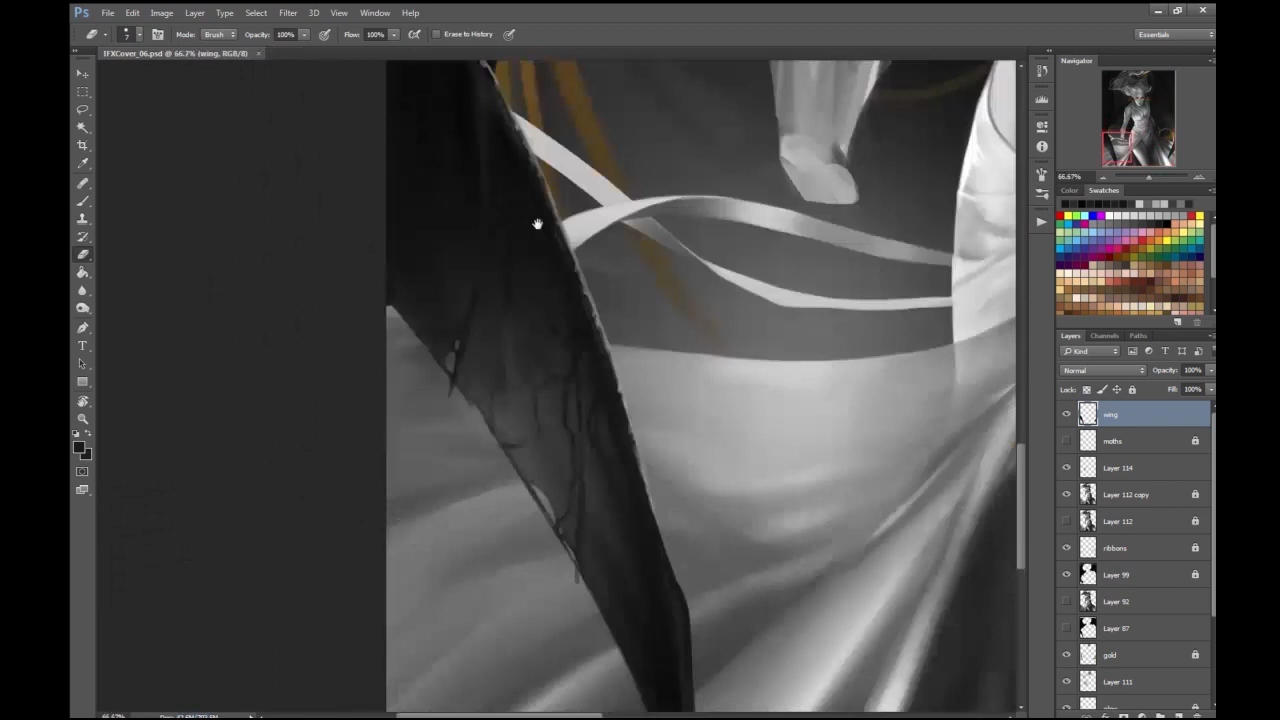 Ps File Edit Image Layer Type Select Filter 3D View Window Help
7 Mode: Brush Opacity: 100% Flow: 100% Erase to History Essentials
IFXCover_06.psd @ 66.7% (wing, RGB/8) ×
Navigator
66.67%
Color Swatches
Layers Channels Paths
Kind
Normal Opacity: 100%
Lock: Fill: 100%
wing
moths
Layer 114
Layer 112 copy
Layer 112
ribbons
Layer 99
Layer 92
Layer 87
gold
Layer 111
66.67%